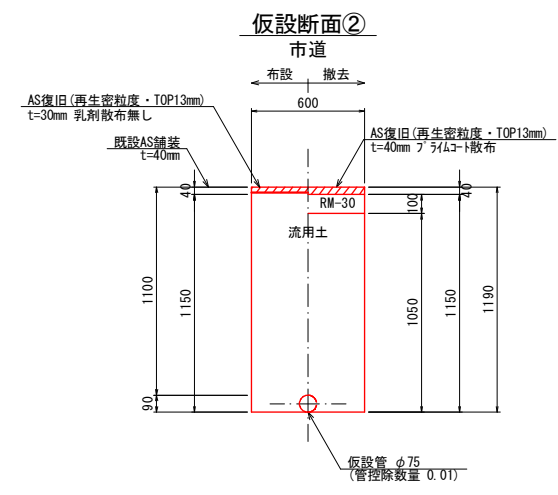 仮設断面②
市道
布設 撤去
600
AS復旧(再生密粒度・TOP13mm)
t=30mm 乳剤散布無し
既設AS舗装
t=40mm
AS復旧(再生密粒度・TOP13mm)
t=40mm プライムコート散布
40
40
RM-30
100
流用土
1100
1150
1050
1150
1190
90
仮設管 φ75
(管控除数量 0.01)